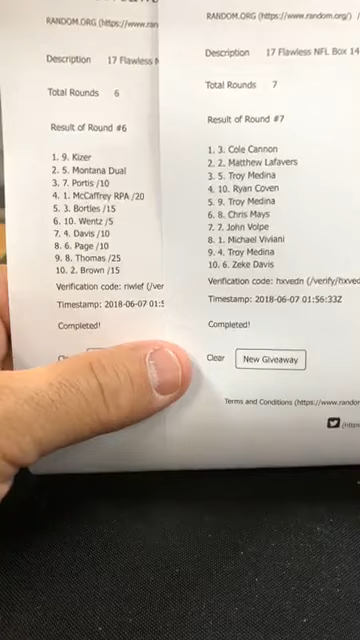 RANDOM.ORG (https://www.ran
Description 17 Flawless
Total Rounds 6
Result of Round #6
1. 9. Kizer
2. 5. Montana Dual
3. 7. Portis /10
4. 1. McCaffrey RPA /20
5. 3. Bortles /15
6. 10. Wentz /5
7. 4. Davis /10
8. 6. Page /10
9. 8. Thomas /25
10. 2. Brown /15
Verification code: riwlef (/ver
Timestamp: 2018-06-07 01:5
Completed!
RANDOM.ORG (https://www.random.org/) /
Description 17 Flawless NFL Box 14
Total Rounds 7
Result of Round #7
1. 3. Cole Cannon
2. 2. Matthew Lafavers
3. 5. Troy Medina
4. 10. Ryan Coven
5. 9. Troy Medina
6. 8. Chris Mays
7. 7. John Volpe
8. 1. Michael Viviani
9. 4. Troy Medina
10. 6. Zeke Davis
Verification code: hxvedn (/verify/hxved
Timestamp: 2018-06-07 01:56:33Z
Completed!
Clear New Giveaway
Terms and Conditions (https://www.random
(https